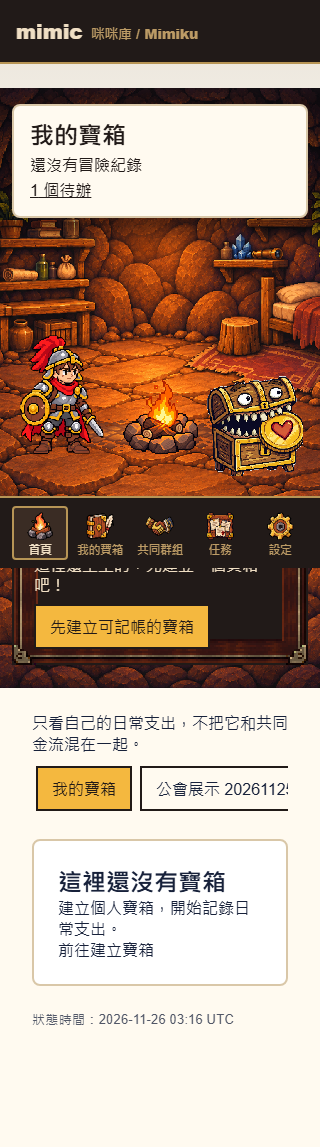 mimic 咪咪庫 / Mimiku
我的寶箱
還沒有冒險紀錄
1 個待辦
首頁
我的寶箱
共同群組
任務
設定
吧！
先建立可記帳的寶箱
只看自己的日常支出，不把它和共同
金流混在一起。
我的寶箱
公會展示 20261125
這裡還沒有寶箱
建立個人寶箱，開始記錄日
常支出。
前往建立寶箱
狀態時間：2026-11-26 03:16 UTC